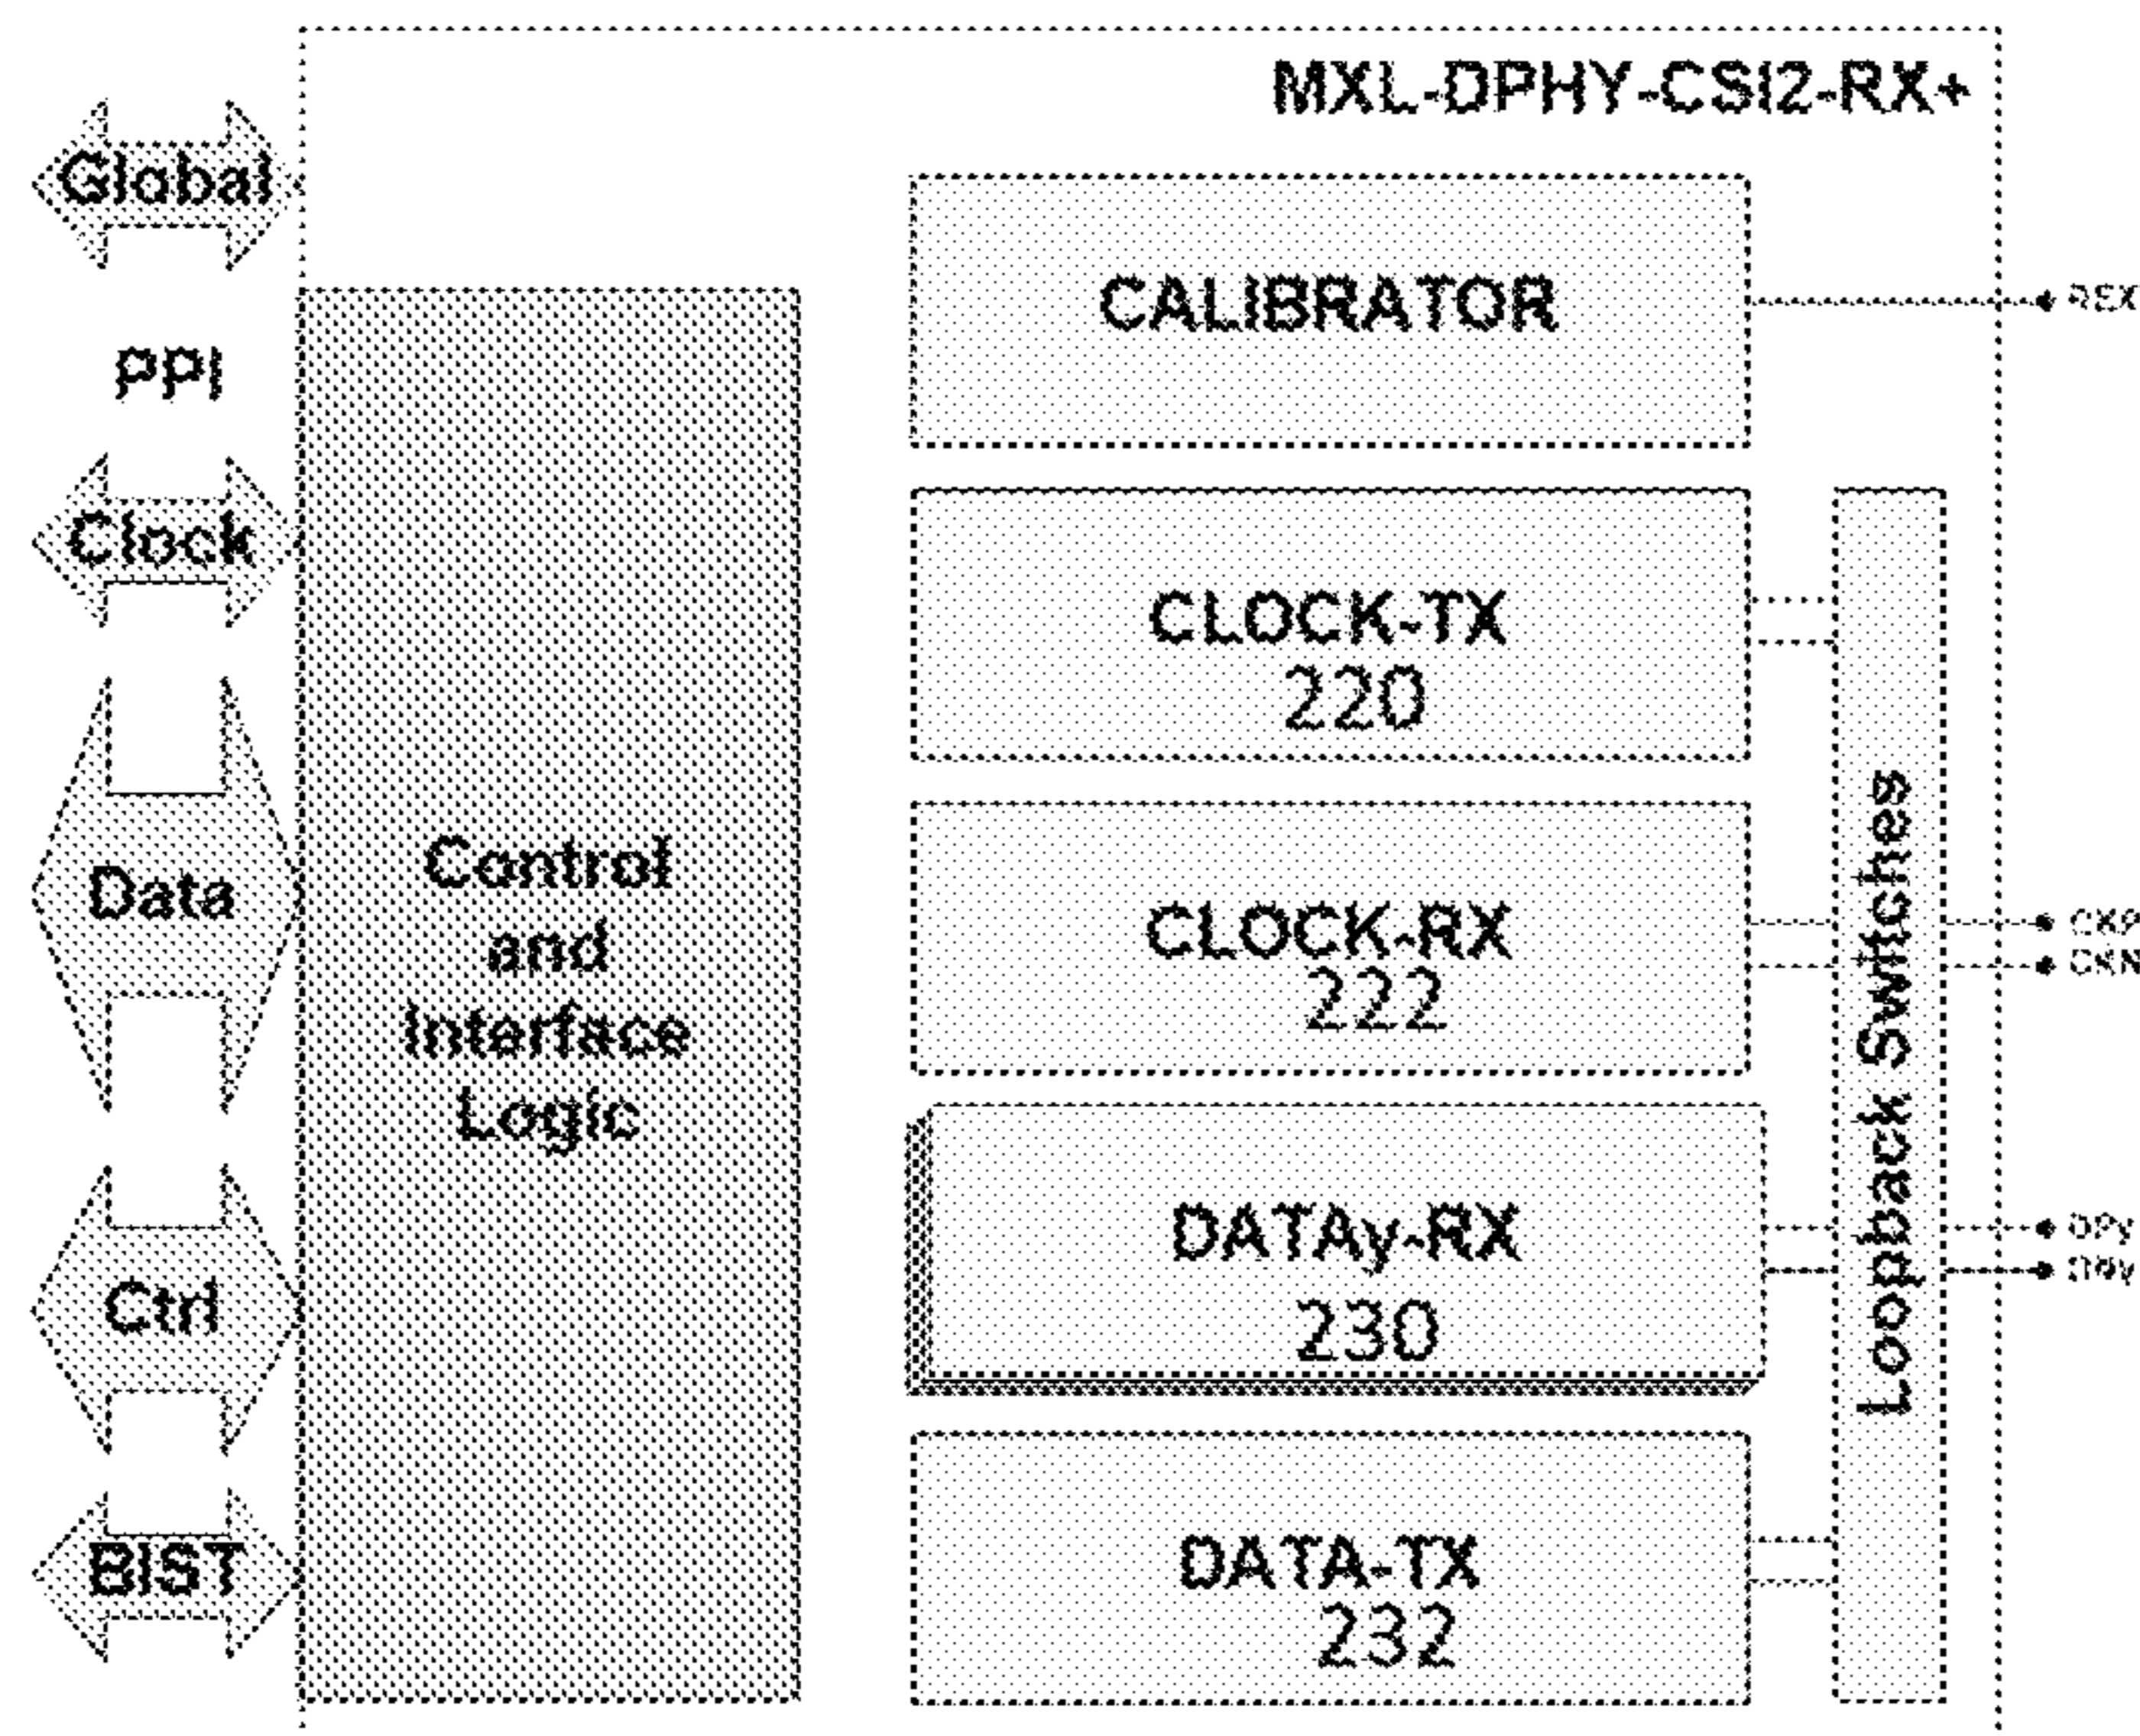 MXL-DPHY-CSI2-RX+
Global
PPI
Clock
Data
Ctrl
BIST
Control
and
Interface
Logic
CALIBRATOR
CLOCK-TX
220
CLOCK-RX
222
DATAy-RX
230
DATA-TX
232
Loopback Switches
REX
CKP
CKN
DPy
DNy